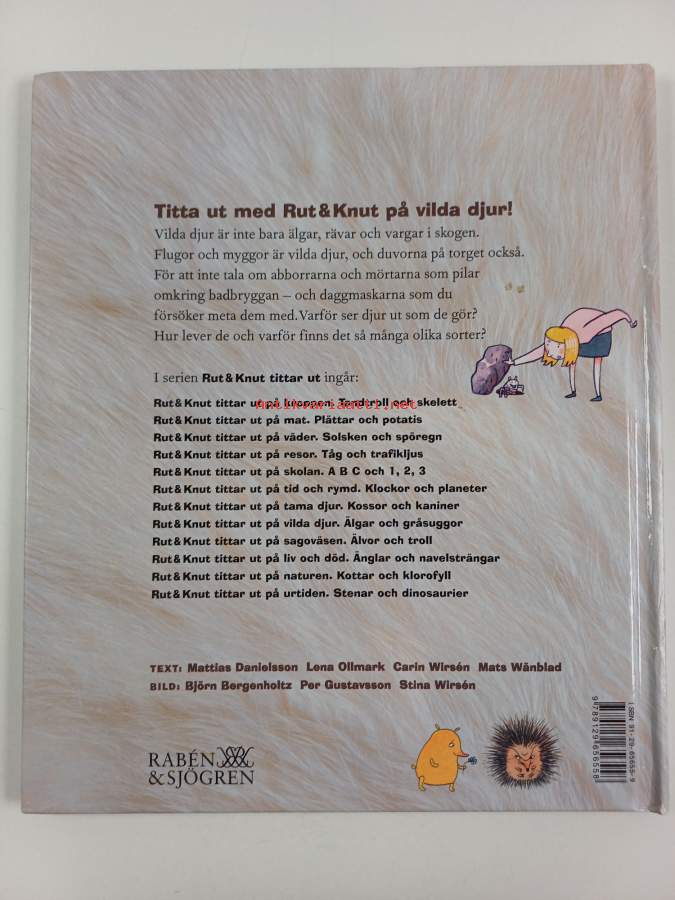 Titta ut med Rut&Knut på vilda djur!
Vilda djur är inte bara älgar, rävar och vargar i skogen.
Flugor och myggor är vilda djur, och duvorna på torget också.
För att inte tala om abborrarna och mörtarna som pilar
omkring badbryggan – och daggmaskarna som du
försöker meta dem med. Varför ser djur ut som de gör?
Hur lever de och varför finns det så många olika sorter?
I serien Rut&Knut tittar ut ingår:
Rut&Knut tittar ut på kroppen. Tandtroll och skelett
antikvariaatti.net
Rut&Knut tittar ut på mat. Plättar och potatis
Rut&Knut tittar ut på väder. Solsken och spöregn
Rut&Knut tittar ut på resor. Tåg och trafikljus
Rut&Knut tittar ut på skolan. A B C och 1, 2, 3
Rut&Knut tittar ut på tid och rymd. Klockor och planeter
Rut&Knut tittar ut på tama djur. Kossor och kaniner
Rut&Knut tittar ut på vilda djur. Älgar och gråsuggor
Rut&Knut tittar ut på sagoväsen. Älvor och troll
Rut&Knut tittar ut på liv och död. Änglar och navelsträngar
Rut&Knut tittar ut på naturen. Kottar och klorofyll
Rut&Knut tittar ut på urtiden. Stenar och dinosaurier
TEXT: Mattias Danielsson Lena Ollmark Carin Wirsén Mats Wänblad
BILD: Björn Bergenholtz Per Gustavsson Stina Wirsén
RABÉN
&SJÖGREN
ISBN 91-29-65655-9
9789129656558